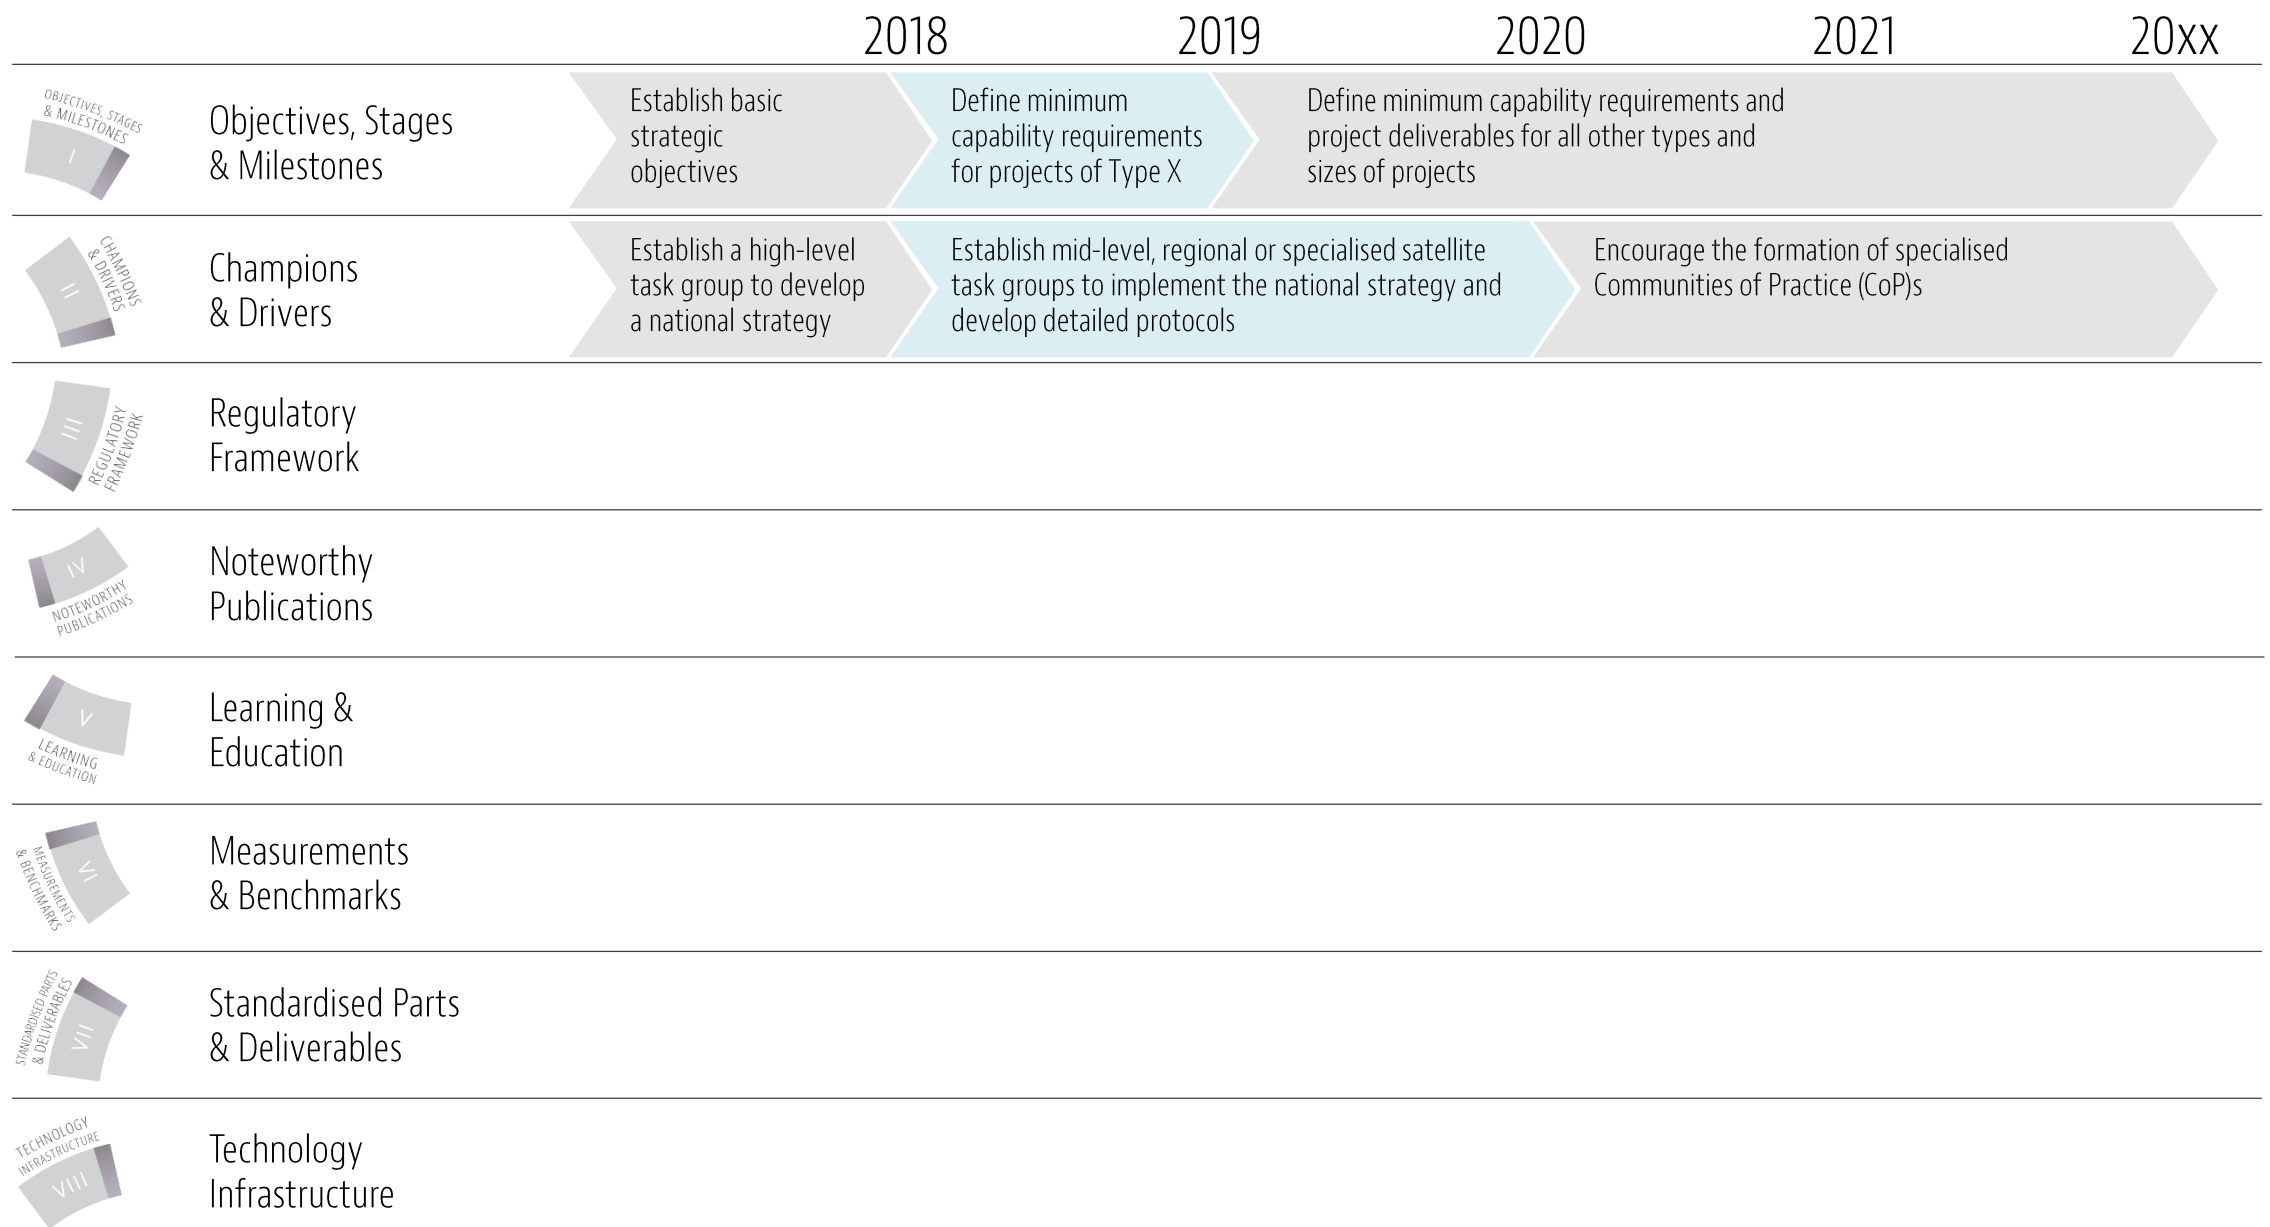 2018 2019 2020 2021 20xx
OBJECTIVES, STAGES
& MILESTONES
I
Objectives, Stages
& Milestones
Establish basic
strategic
objectives
Define minimum
capability requirements
for projects of Type X
Define minimum capability requirements and
project deliverables for all other types and
sizes of projects
CHAMPIONS
& DRIVERS
II
Champions
& Drivers
Establish a high-level
task group to develop
a national strategy
Establish mid-level, regional or specialised satellite
task groups to implement the national strategy and
develop detailed protocols
Encourage the formation of specialised
Communities of Practice (CoP)s
III
REGULATORY
FRAMEWORK
Regulatory
Framework
IV
NOTEWORTHY
PUBLICATIONS
Noteworthy
Publications
V
LEARNING
& EDUCATION
Learning &
Education
VI
MEASUREMENTS
& BENCHMARKS
Measurements
& Benchmarks
STANDARDISED PARTS
& DELIVERABLES
VII
Standardised Parts
& Deliverables
TECHNOLOGY
INFRASTRUCTURE
VIII
Technology
Infrastructure